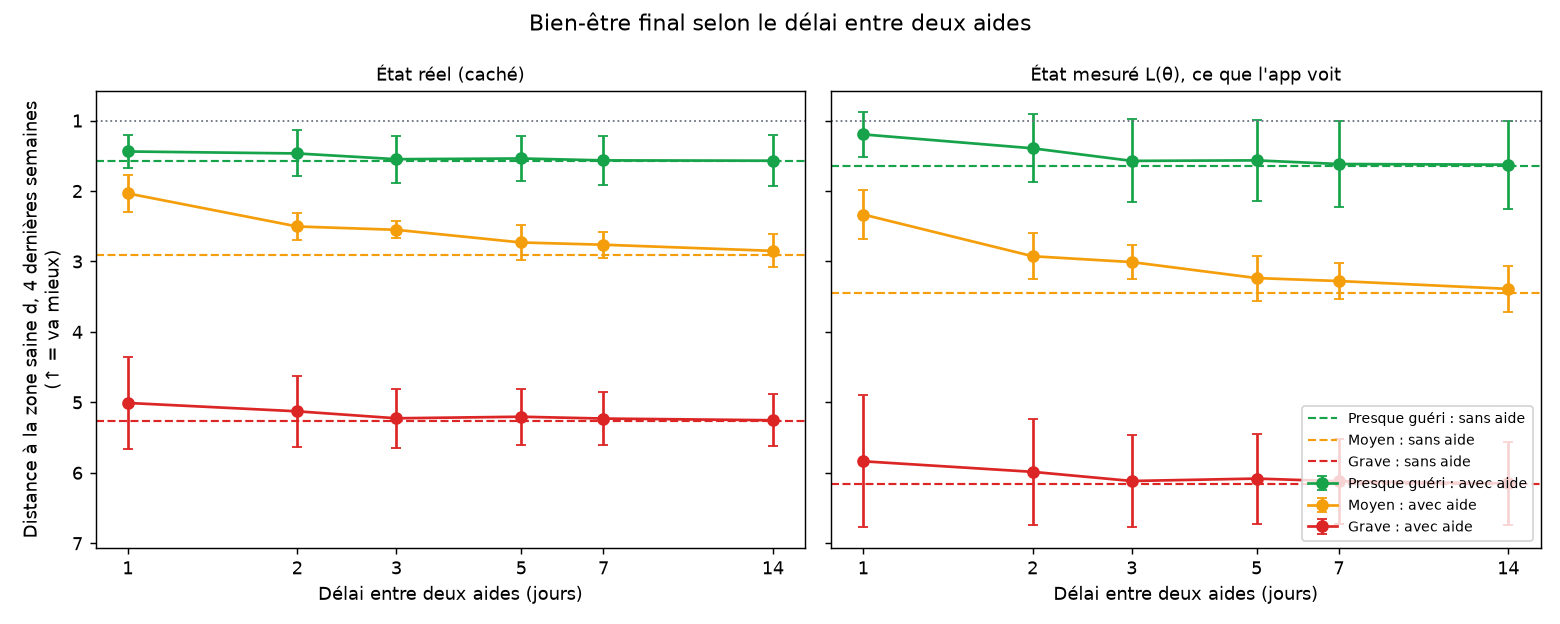 Bien-être final selon le délai entre deux aides
État réel (caché)
Distance à la zone saine d, 4 dernières semaines
(↑ = va mieux)
1
2
3
4
5
6
7
1
2
3
5
7
14
Délai entre deux aides (jours)
État mesuré L(θ), ce que l'app voit
Presque guéri : sans aide
Moyen : sans aide
Grave : sans aide
Presque guéri : avec aide
Moyen : avec aide
Grave : avec aide
1
2
3
5
7
14
Délai entre deux aides (jours)